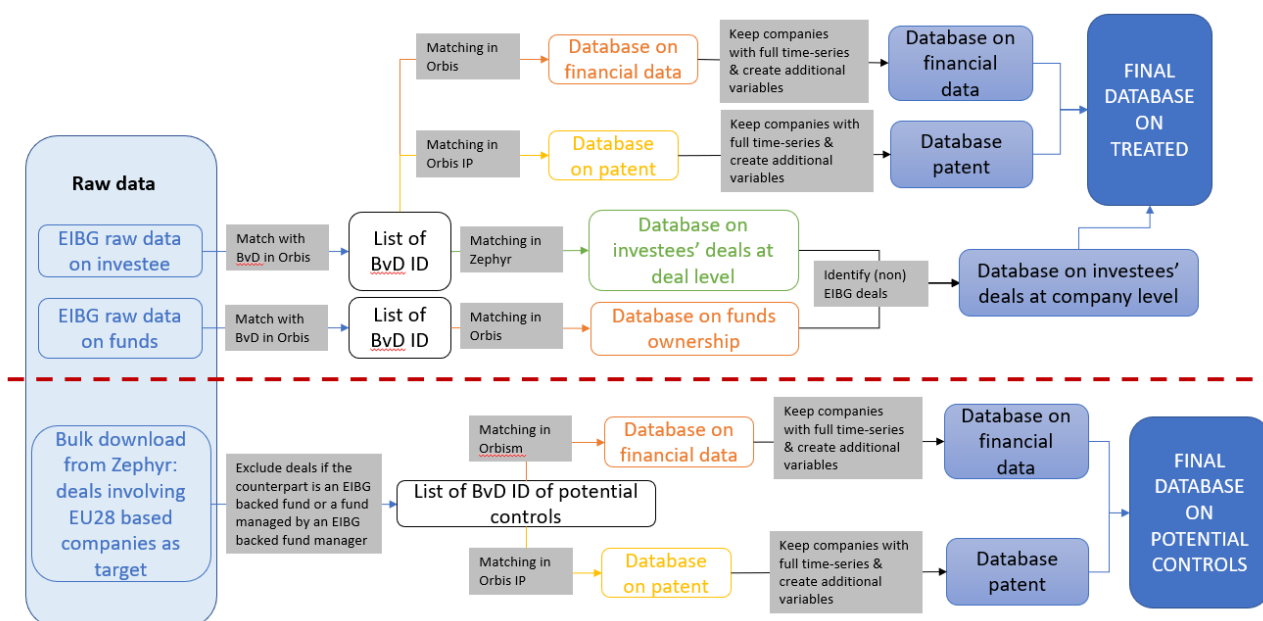 Matching in
Orbis
Database on
financial data
Keep companies
with full time-series
& create additional
variables
Database on
financial
data
FINAL
DATABASE
ON
TREATED
Matching in
Orbis IP
Database
on patent
Keep companies with
full time-series &
create additional
variables
Database
patent
Raw data
EIBG raw data
on investee
Match with
BvD in Orbis
List of
BvD ID
Matching in
Zephyr
Database on
investees’ deals at
deal level
Identify (non)
EIBG deals
Database on investees’
deals at company level
EIBG raw data
on funds
Match with
BvD in Orbis
List of
BvD ID
Matching in
Orbis
Database on funds
ownership
Bulk download
from Zephyr:
deals involving
EU28 based
companies as
target
Exclude deals if the
counterpart is an EIBG
backed fund or a fund
managed by an EIBG
backed fund manager
List of BvD ID of potential
controls
Matching in
Orbism
Database on
financial data
Keep companies
with full time-series
& create additional
variables
Database on
financial
data
Matching in
Orbis IP
Database
on patent
Keep companies with
full time-series &
create additional
variables
Database
patent
FINAL
DATABASE
ON
POTENTIAL
CONTROLS